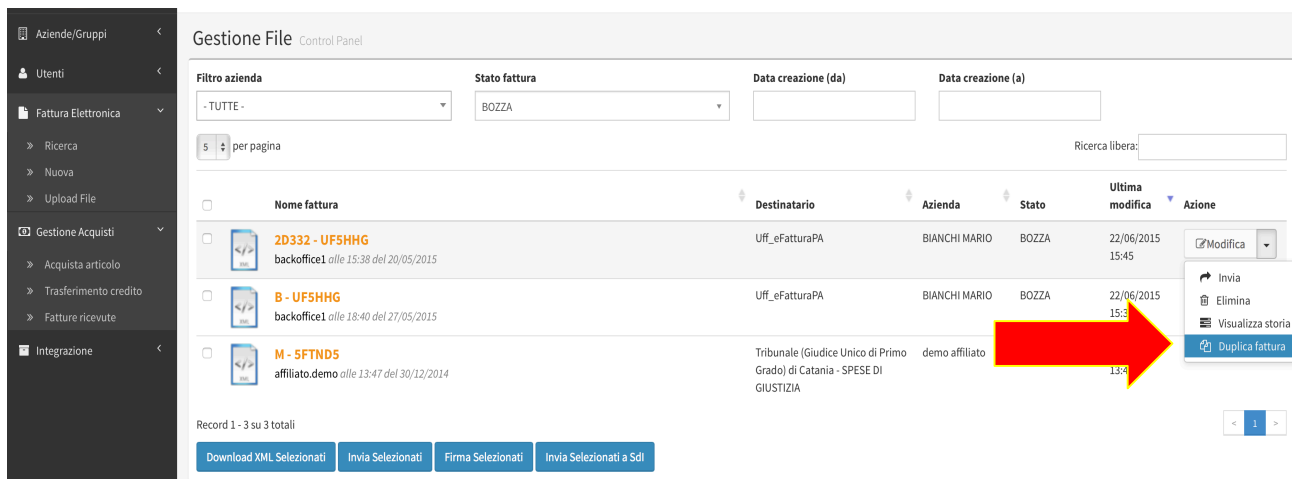 Aziende/Gruppi
Utenti
Fattura Elettronica
Ricerca
Nuova
Upload File
Gestione Acquisti
Acquista articolo
Trasferimento credito
Fatture ricevute
Integrazione
Gestione File Control Panel
Filtro azienda Stato fattura Data creazione (da) Data creazione (a)
- TUTTE - BOZZA
5 per pagina Ricerca libera:
Nome fattura Destinatario Azienda Stato Ultima modifica Azione
2D332 - UF5HHG Uff_eFatturaPA BIANCHI MARIO BOZZA 22/06/2015 Modifica
backoffice1 alle 15:38 del 20/05/2015 15:45
Invia
Elimina
Visualizza storia
Duplica fattura
B - UF5HHG Uff_eFatturaPA BIANCHI MARIO BOZZA 22/06/2015
backoffice1 alle 18:40 del 27/05/2015
M - 5FTND5 Tribunale (Giudice Unico di Primo demo affiliato
affiliato.demo alle 13:47 del 30/12/2014 Grado) di Catania - SPESE DI
GIUSTIZIA
Record 1 - 3 su 3 totali < 1 >
Download XML Selezionati Invia Selezionati Firma Selezionati Invia Selezionati a SdI